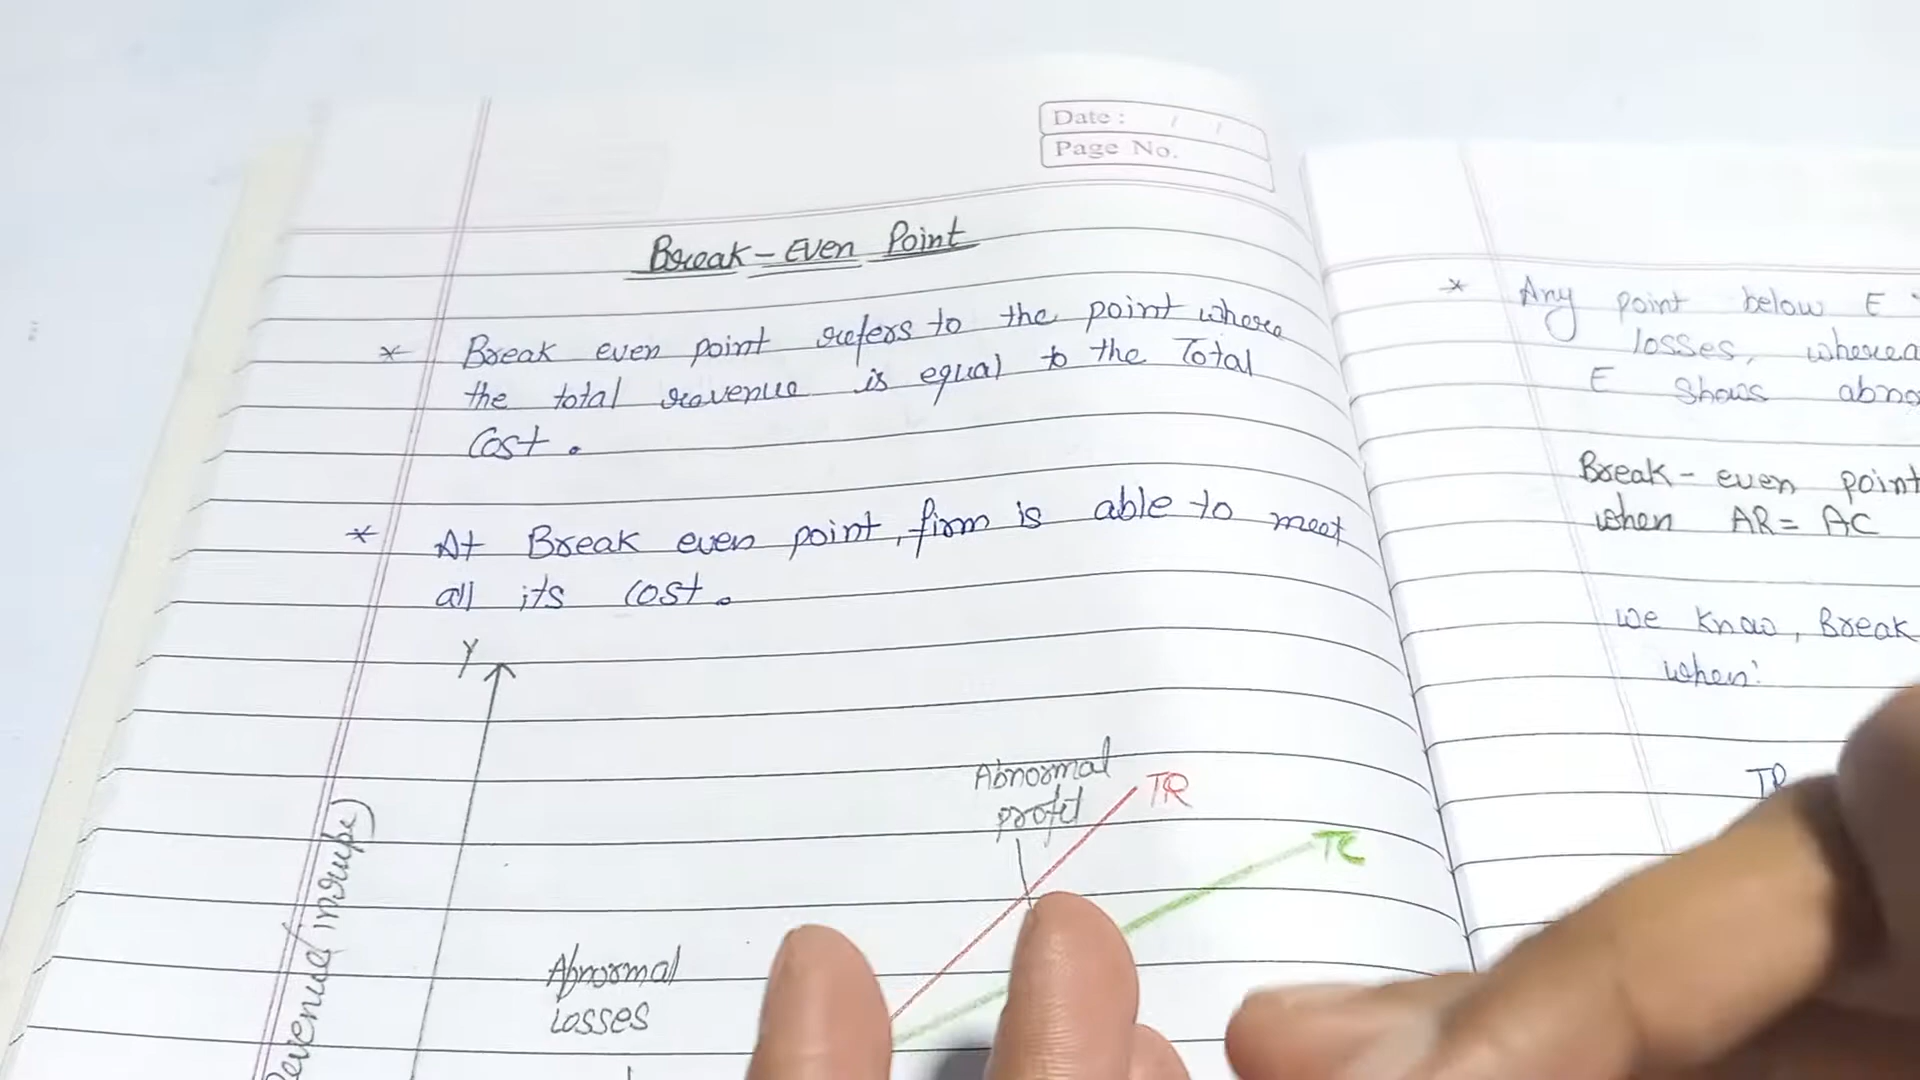 Date : / /
Page No.
Break-Even Point
* Break even point refers to the point where
the total revenue is equal to the Total
Cost.
* At Break even point, firm is able to meet
all its cost.
Y
Abnormal
profit
TR
TC
Abnormal
Losses
* Any point below E
losses,
E shows
Break-even point
when AR = AC
we know, Break
when:
TR